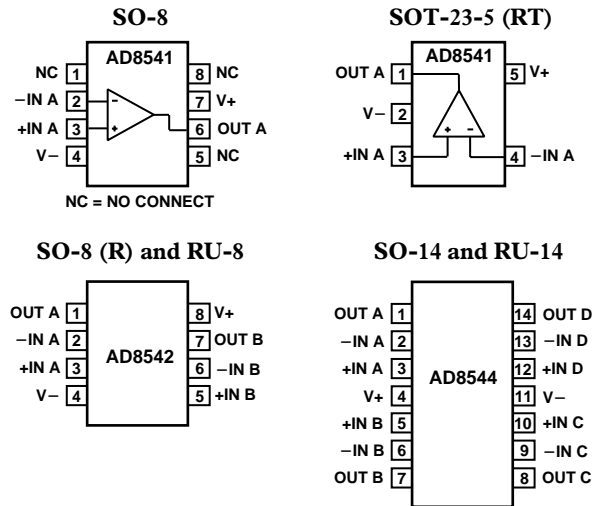 SO-8
AD8541
NC 1 8 NC
−IN A 2 − 7 V+
+IN A 3 + 6 OUT A
V− 4 5 NC
NC = NO CONNECT
SOT-23-5 (RT)
AD8541
OUT A 1 5 V+
V− 2
+IN A 3 + − 4 −IN A
SO-8 (R) and RU-8
OUT A 1 8 V+
−IN A 2 7 OUT B
AD8542
+IN A 3 6 −IN B
V− 4 5 +IN B
SO-14 and RU-14
OUT A 1 14 OUT D
−IN A 2 13 −IN D
+IN A 3 12 +IN D
AD8544
V+ 4 11 V−
+IN B 5 10 +IN C
−IN B 6 9 −IN C
OUT B 7 8 OUT C